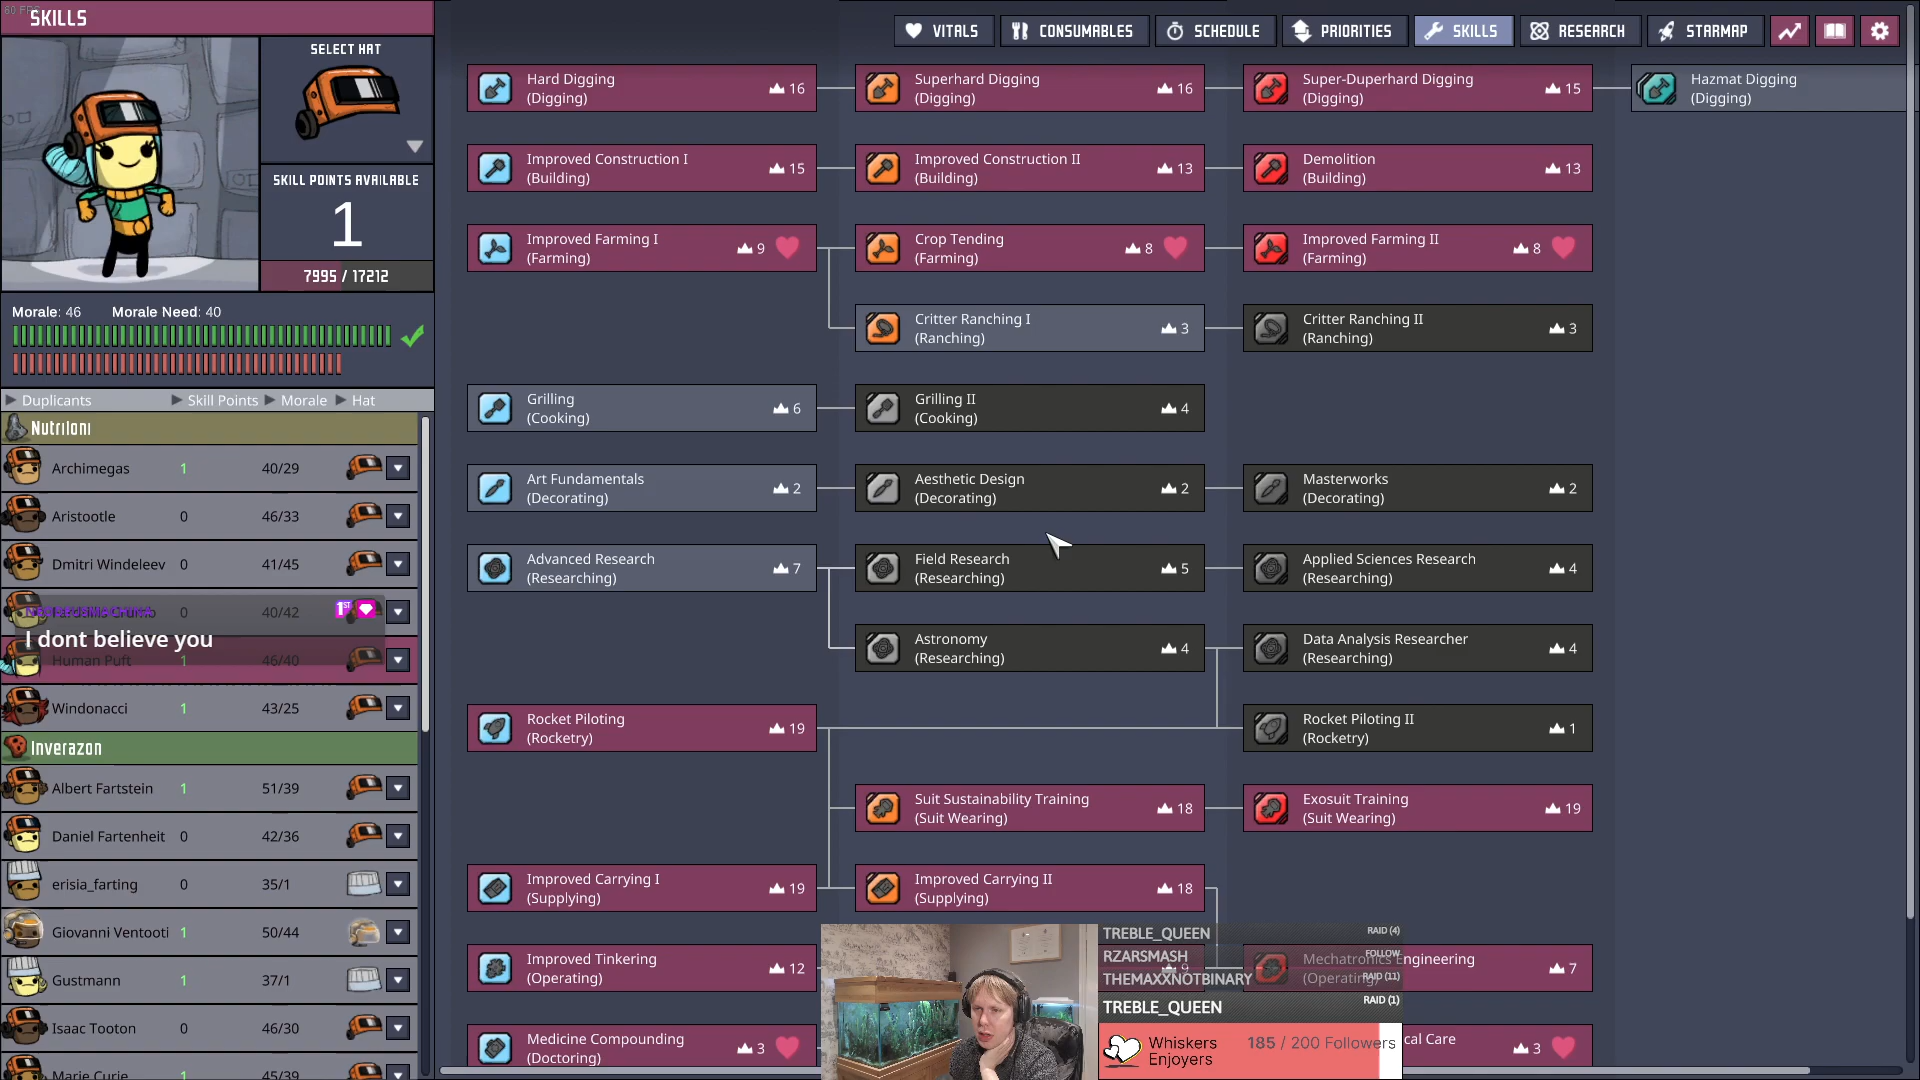 60 FPS
SKILLS
VITALS
CONSUMABLES
SCHEDULE
PRIORITIES
SKILLS
RESEARCH
STARMAP
SELECT HAT
SKILL POINTS AVAILABLE
1
7995 / 17212
Morale: 46 Morale Need: 40
Duplicants Skill Points Morale Hat
Nutriloni
Archimegas 1 40/29
Aristootle 0 46/33
Dmitri Windeleev 0 41/45
0 40/42
1ST
I dont believe you
Human Puft 1 46/40
Windonacci 1 43/25
Inverazon
Albert Fartstein 1 51/39
Daniel Fartenheit 0 42/36
erisia_farting 0 35/1
Giovanni Ventooti 1 50/44
Gustmann 1 37/1
Isaac Tooton 0 46/30
Marie Curie 1 45/39
Hard Digging
(Digging)
16
Superhard Digging
(Digging)
16
Super-Duperhard Digging
(Digging)
15
Hazmat Digging
(Digging)
Improved Construction I
(Building)
15
Improved Construction II
(Building)
13
Demolition
(Building)
13
Improved Farming I
(Farming)
9
Crop Tending
(Farming)
8
Improved Farming II
(Farming)
8
Critter Ranching I
(Ranching)
3
Critter Ranching II
(Ranching)
3
Grilling
(Cooking)
6
Grilling II
(Cooking)
4
Art Fundamentals
(Decorating)
2
Aesthetic Design
(Decorating)
2
Masterworks
(Decorating)
2
Advanced Research
(Researching)
7
Field Research
(Researching)
5
Applied Sciences Research
(Researching)
4
Astronomy
(Researching)
4
Data Analysis Researcher
(Researching)
4
Rocket Piloting
(Rocketry)
19
Rocket Piloting II
(Rocketry)
1
Suit Sustainability Training
(Suit Wearing)
18
Exosuit Training
(Suit Wearing)
19
Improved Carrying I
(Supplying)
19
Improved Carrying II
(Supplying)
18
Improved Tinkering
(Operating)
12
9
Mechatronics Engineering
(Operating)
7
Medicine Compounding
(Doctoring)
3
cal Care
3
TREBLE_QUEEN RAID (4)
RZARSMASH FOLLOW
THEMAXXNOTBINARY RAID (11)
TREBLE_QUEEN RAID (1)
Whiskers
Enjoyers
185 / 200 Followers